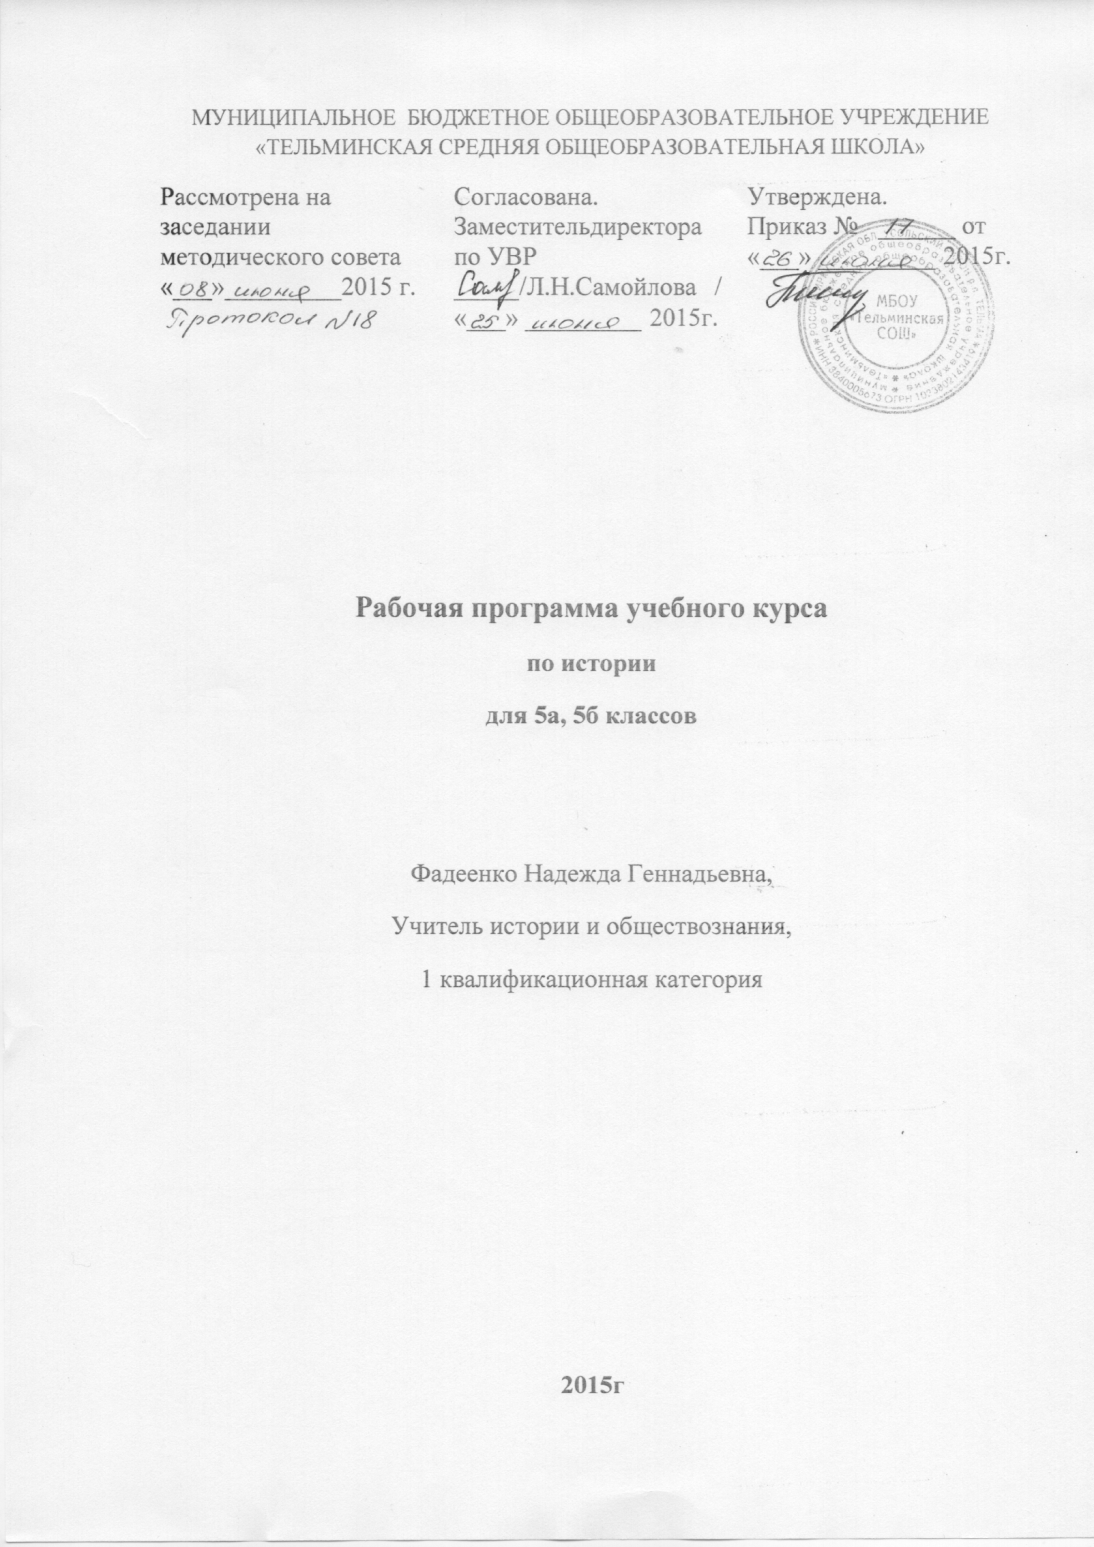 МУНИЦИПАЛЬНОЕ БЮДЖЕТНОЕ ОБЩЕОБРАЗОВАТЕЛЬНОЕ УЧРЕЖДЕНИЕ
«ТЕЛЬМИНСКАЯ СРЕДНЯЯ ОБЩЕОБРАЗОВАТЕЛЬНАЯ ШКОЛА»
Рассмотрена на
заседании
методического совета
«08» июня 2015 г.
Протокол №18
Согласована.
Заместительдиректора
по УВР
/Л.Н.Самойлова /
«25» июня 2015г.
Утверждена.
Приказ № от
«26» июня 2015г.
МБОУ
«Тельминская
СОШ»
Рабочая программа учебного курса
по истории
для 5а, 5б классов
Фадеенко Надежда Геннадьевна,
Учитель истории и обществознания,
1 квалификационная категория
2015г